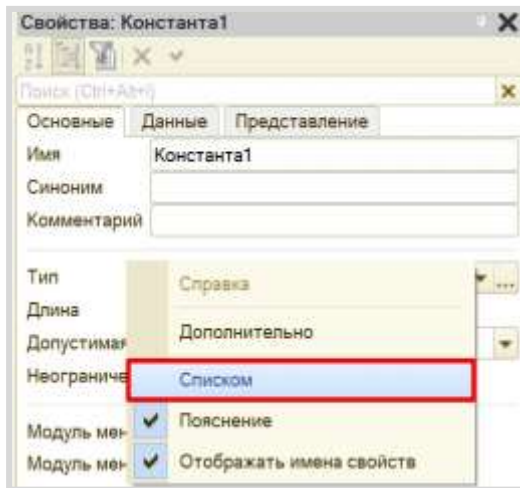 Свойства: Константа1
Поиск (Ctrl+Alt+I)
Основные Данные Представление
Имя Константа1
Синоним
Комментарий
Тип ...
Длина
Допустимая
Неограниче
Модуль мен
Модуль мен
Справка
Дополнительно
Списком
Пояснение
Отображать имена свойств